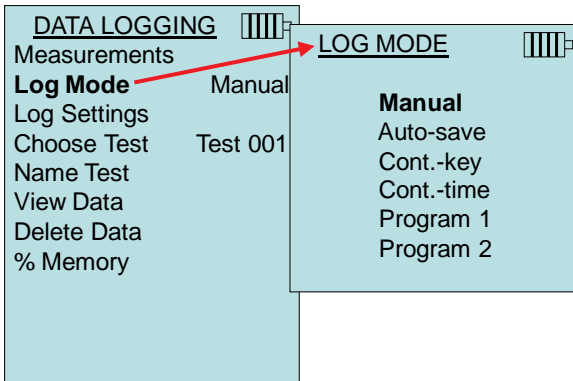 DATA LOGGING
Measurements
Log Mode Manual
Log Settings
Choose Test Test 001
Name Test
View Data
Delete Data
% Memory
LOG MODE
Manual
Auto-save
Cont.-key
Cont.-time
Program 1
Program 2